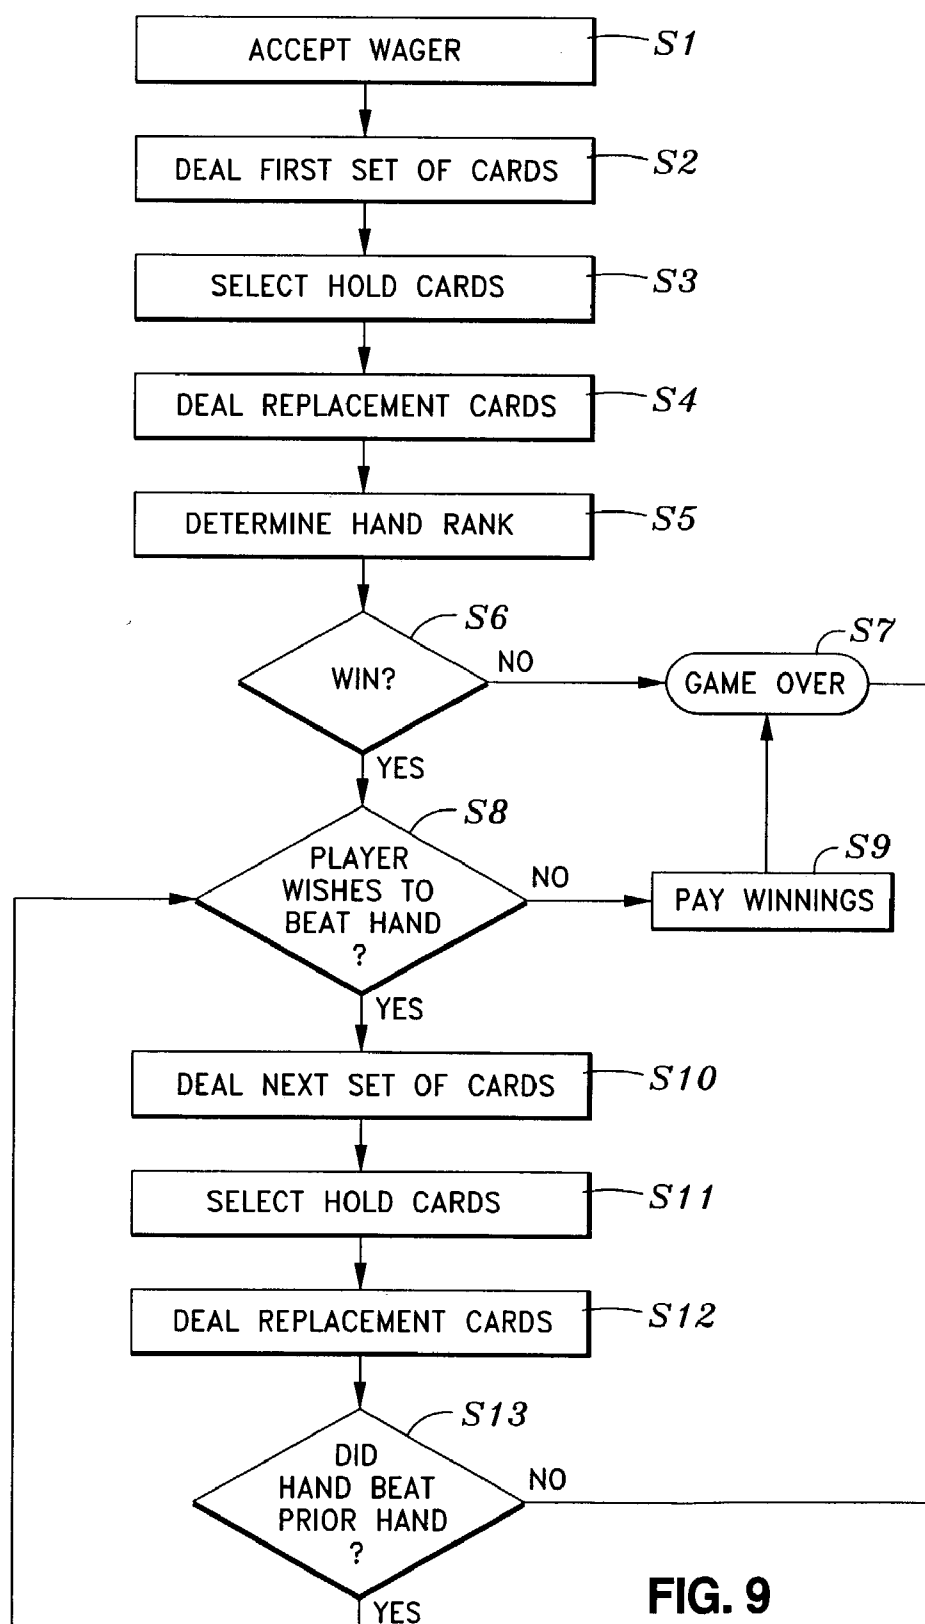 ACCEPT WAGER
S1
DEAL FIRST SET OF CARDS
S2
SELECT HOLD CARDS
S3
DEAL REPLACEMENT CARDS
S4
DETERMINE HAND RANK
S5
S6
WIN?
NO
S7
GAME OVER
YES
S8
PLAYER
WISHES TO
BEAT HAND
?
NO
S9
PAY WINNINGS
YES
DEAL NEXT SET OF CARDS
S10
SELECT HOLD CARDS
S11
DEAL REPLACEMENT CARDS
S12
S13
DID
HAND BEAT
PRIOR HAND
?
NO
YES
FIG. 9